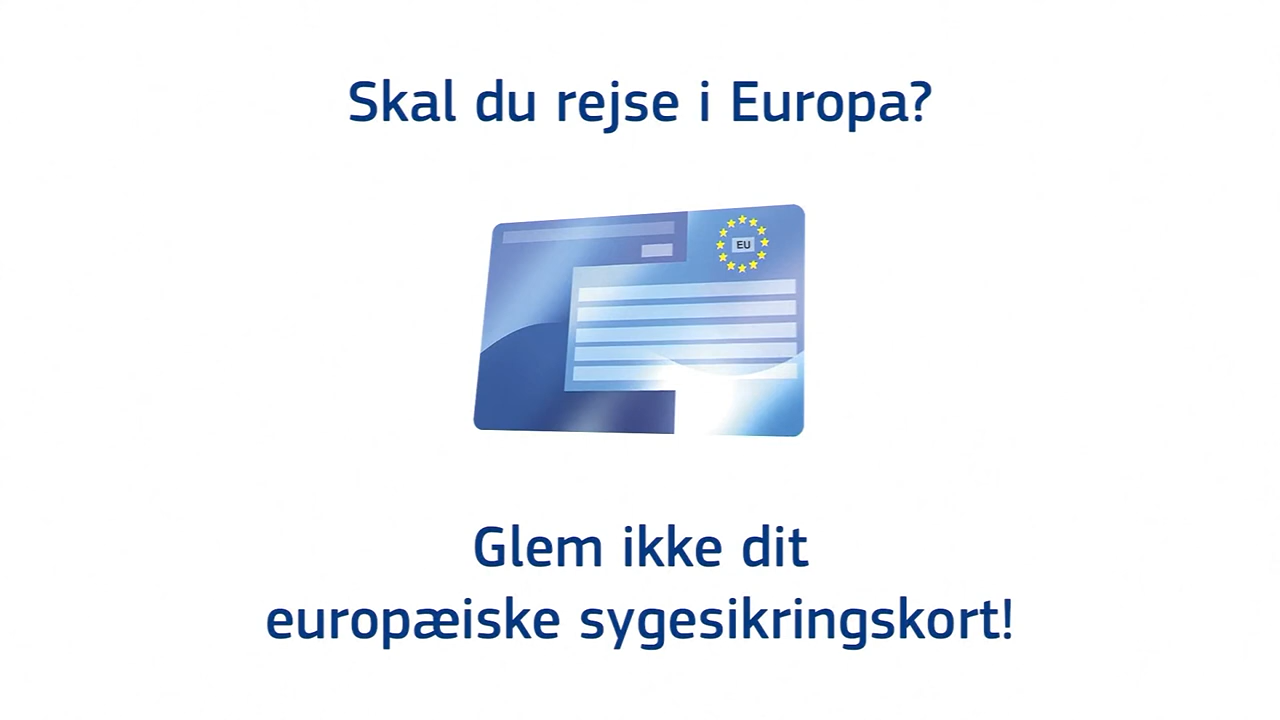 Skal du rejse i Europa?
EU
Glem ikke dit
europæiske sygesikringskort!